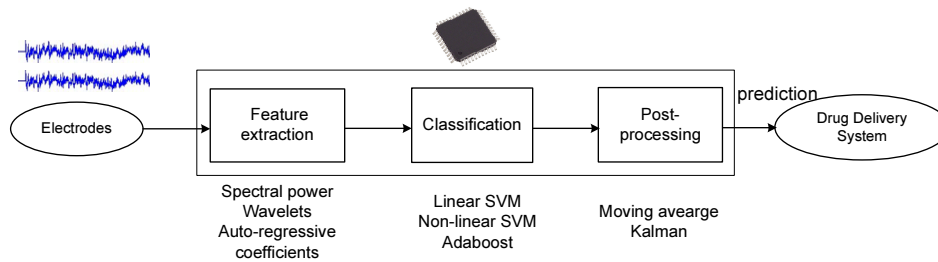 Electrodes
Feature
extraction
Classification
Post-
processing
prediction
Drug Delivery
System
Spectral power
Wavelets
Auto-regressive
coefficients
Linear SVM
Non-linear SVM
Adaboost
Moving avearge
Kalman